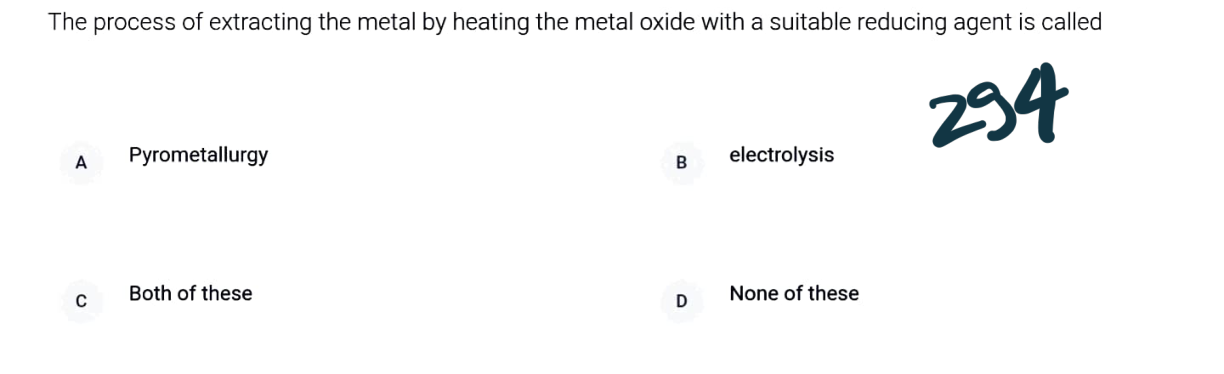 The process of extracting the metal by heating the metal oxide with a suitable reducing agent is called
294
A Pyrometallurgy
B electrolysis
C Both of these
D None of these